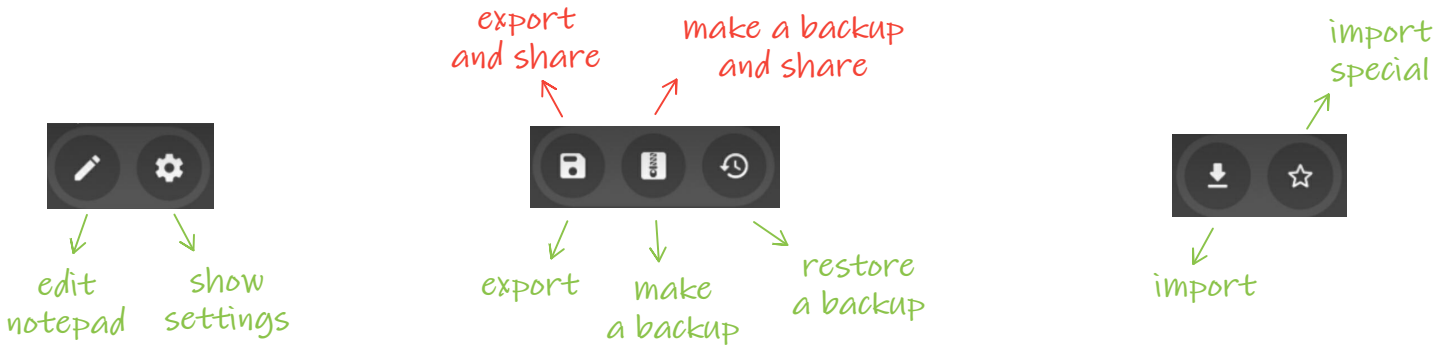 export
and share
make a backup
and share
import
special
edit
notepad
show
settings
export
make
a backup
restore
a backup
import